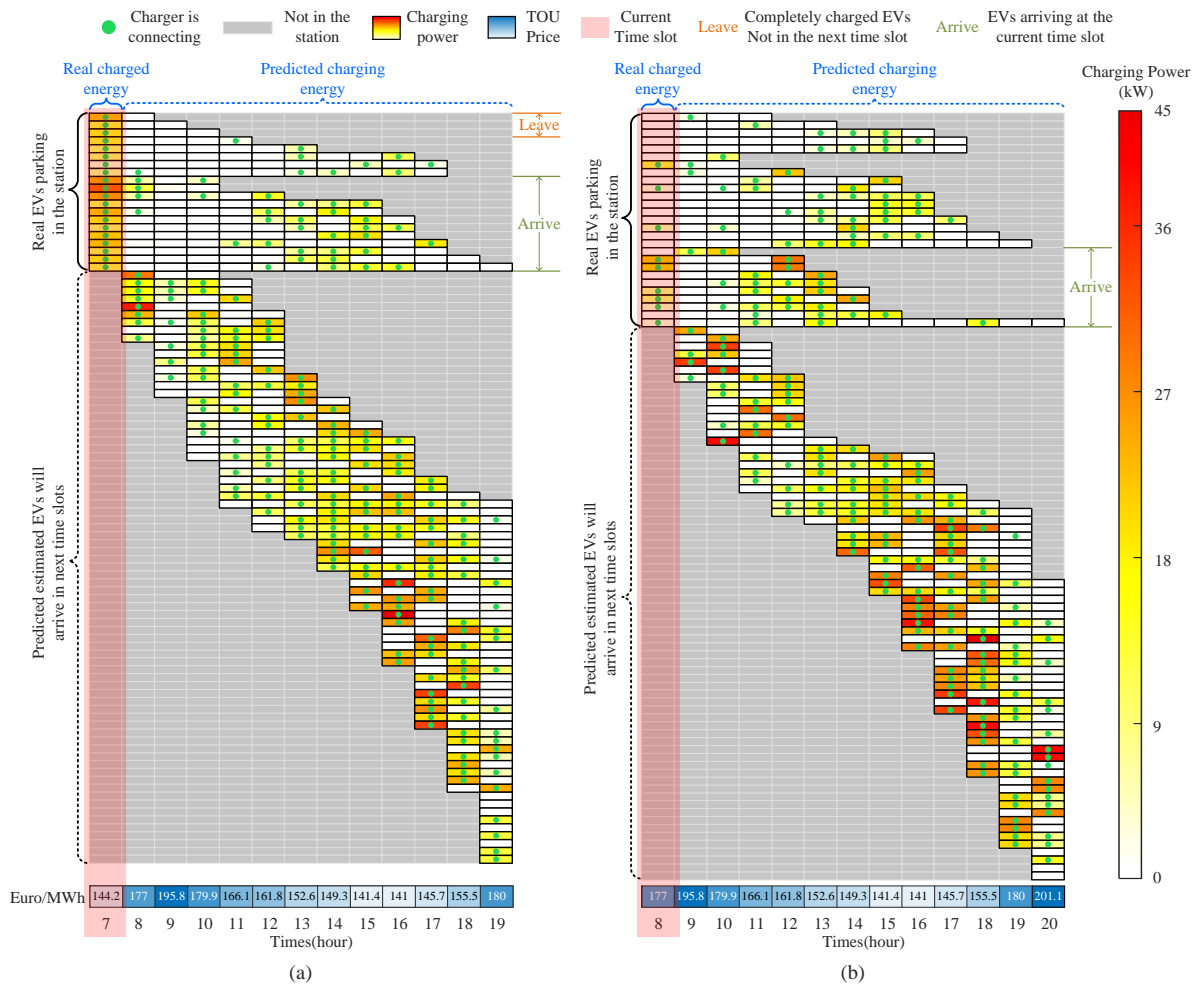 Charger is
connecting
Not in the
station
Charging
power
TOU
Price
Current
Time slot
Leave
Completely charged EVs
Not in the next time slot
Arrive
EVs arriving at the
current time slot
Real charged
energy
Predicted charging
energy
Real charged
energy
Predicted charging
energy
Charging Power
(kW)
Leave
Arrive
Arrive
Real EVs parking
in the station
Predicted estimated EVs will
arrive in next time slots
Real EVs parking
in the station
Predicted estimated EVs will
arrive in next time slots
45
36
27
18
9
0
Euro/MWh 144.2 177 195.8 179.9 166.1 161.8 152.6 149.3 141.4 141 145.7 155.5 180
7 8 9 10 11 12 13 14 15 16 17 18 19
Times(hour)
(a)
177 195.8 179.9 166.1 161.8 152.6 149.3 141.4 141 145.7 155.5 180 201.1
8 9 10 11 12 13 14 15 16 17 18 19 20
Times(hour)
(b)